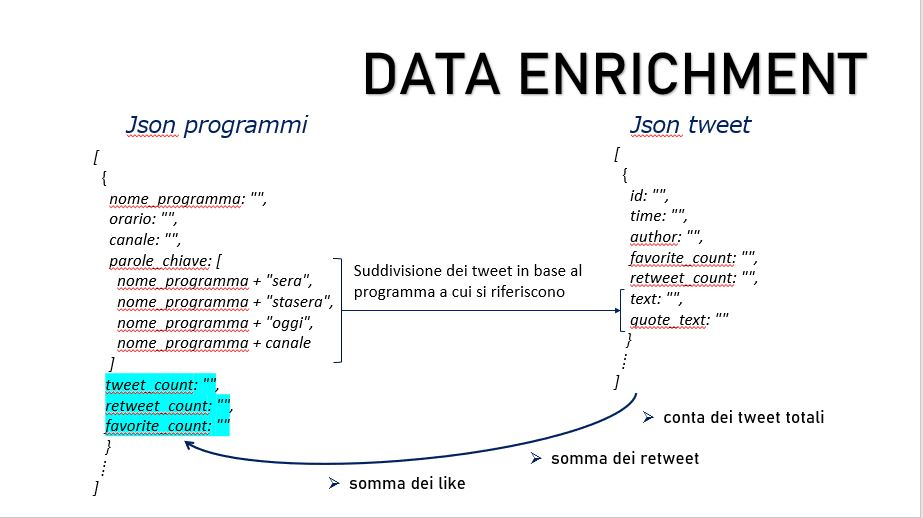 DATA ENRICHMENT
Json programmi
[
{
nome_programma: "",
orario: "",
canale: "",
parole_chiave: [
nome_programma + "sera",
nome_programma + "stasera",
nome_programma + "oggi",
nome_programma + canale
]
tweet_count: "",
retweet_count: "",
favorite_count: ""
}
⋮
]
Suddivisione dei tweet in base al
programma a cui si riferiscono
Json tweet
[
{
id: "",
time: "",
author: "",
favorite_count: "",
retweet_count: "",
text: "",
quote_text: ""
}
⋮
]
➢ conta dei tweet totali
➢ somma dei retweet
➢ somma dei like